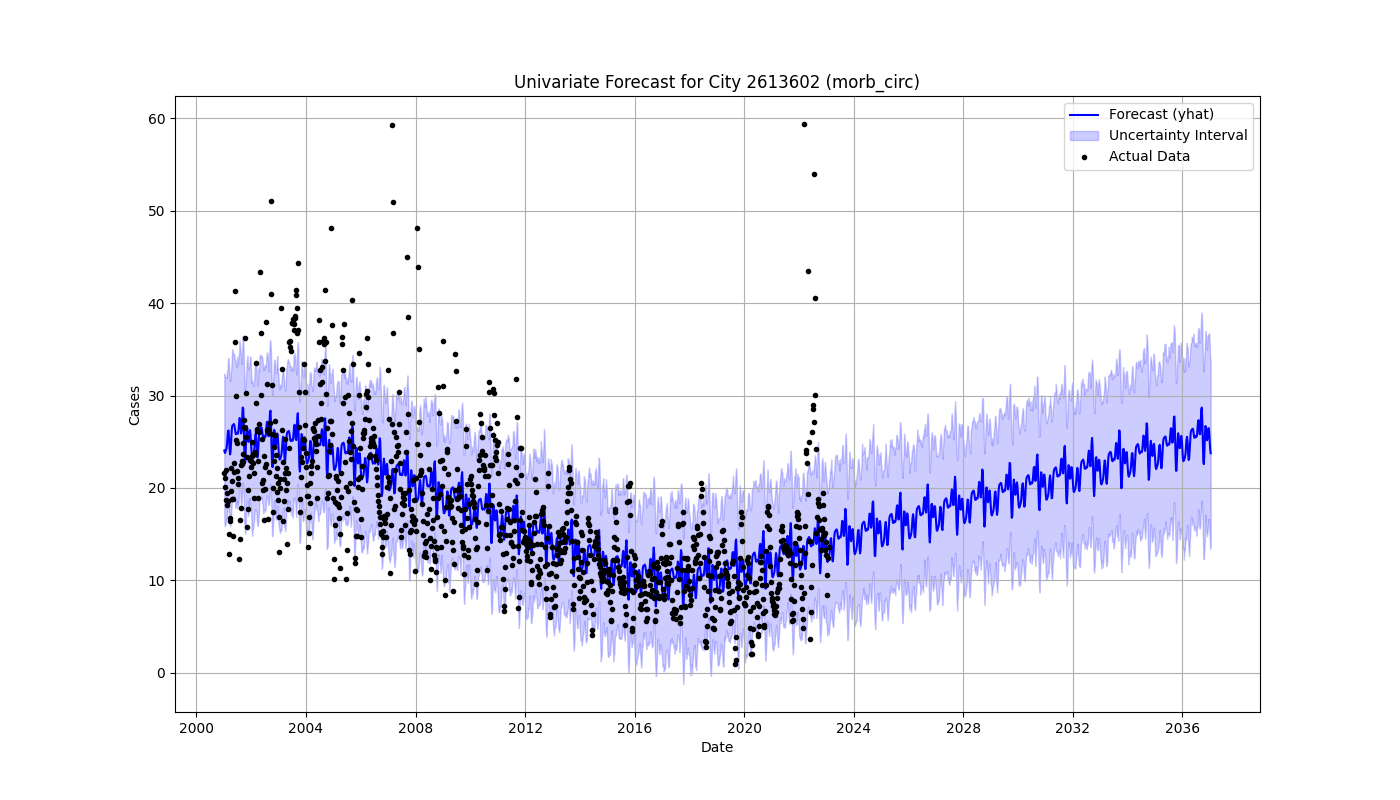 Univariate Forecast for City 2613602 (morb_circ)
Forecast (yhat)
Uncertainty Interval
Actual Data
Cases
60
50
40
30
20
10
0
2000 2004 2008 2012 2016 2020 2024 2028 2032 2036
Date